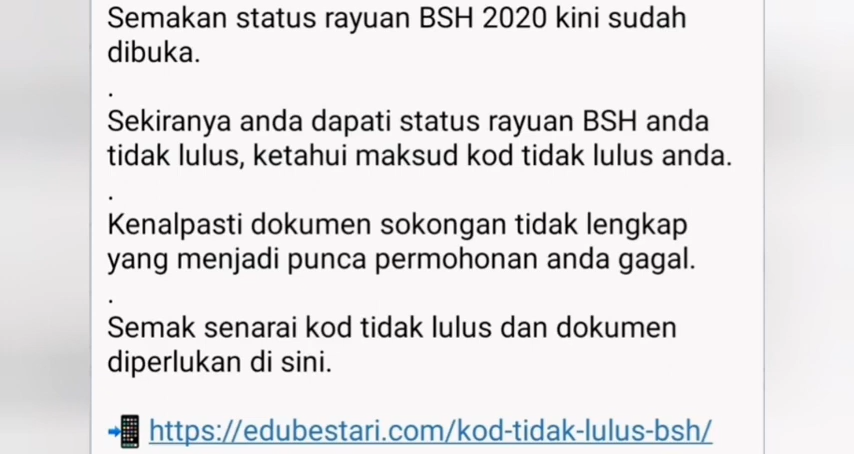 Semakan status rayuan BSH 2020 kini sudah
dibuka.
.
Sekiranya anda dapati status rayuan BSH anda
tidak lulus, ketahui maksud kod tidak lulus anda.
.
Kenalpasti dokumen sokongan tidak lengkap
yang menjadi punca permohonan anda gagal.
.
Semak senarai kod tidak lulus dan dokumen
diperlukan di sini.
📲 https://edubestari.com/kod-tidak-lulus-bsh/